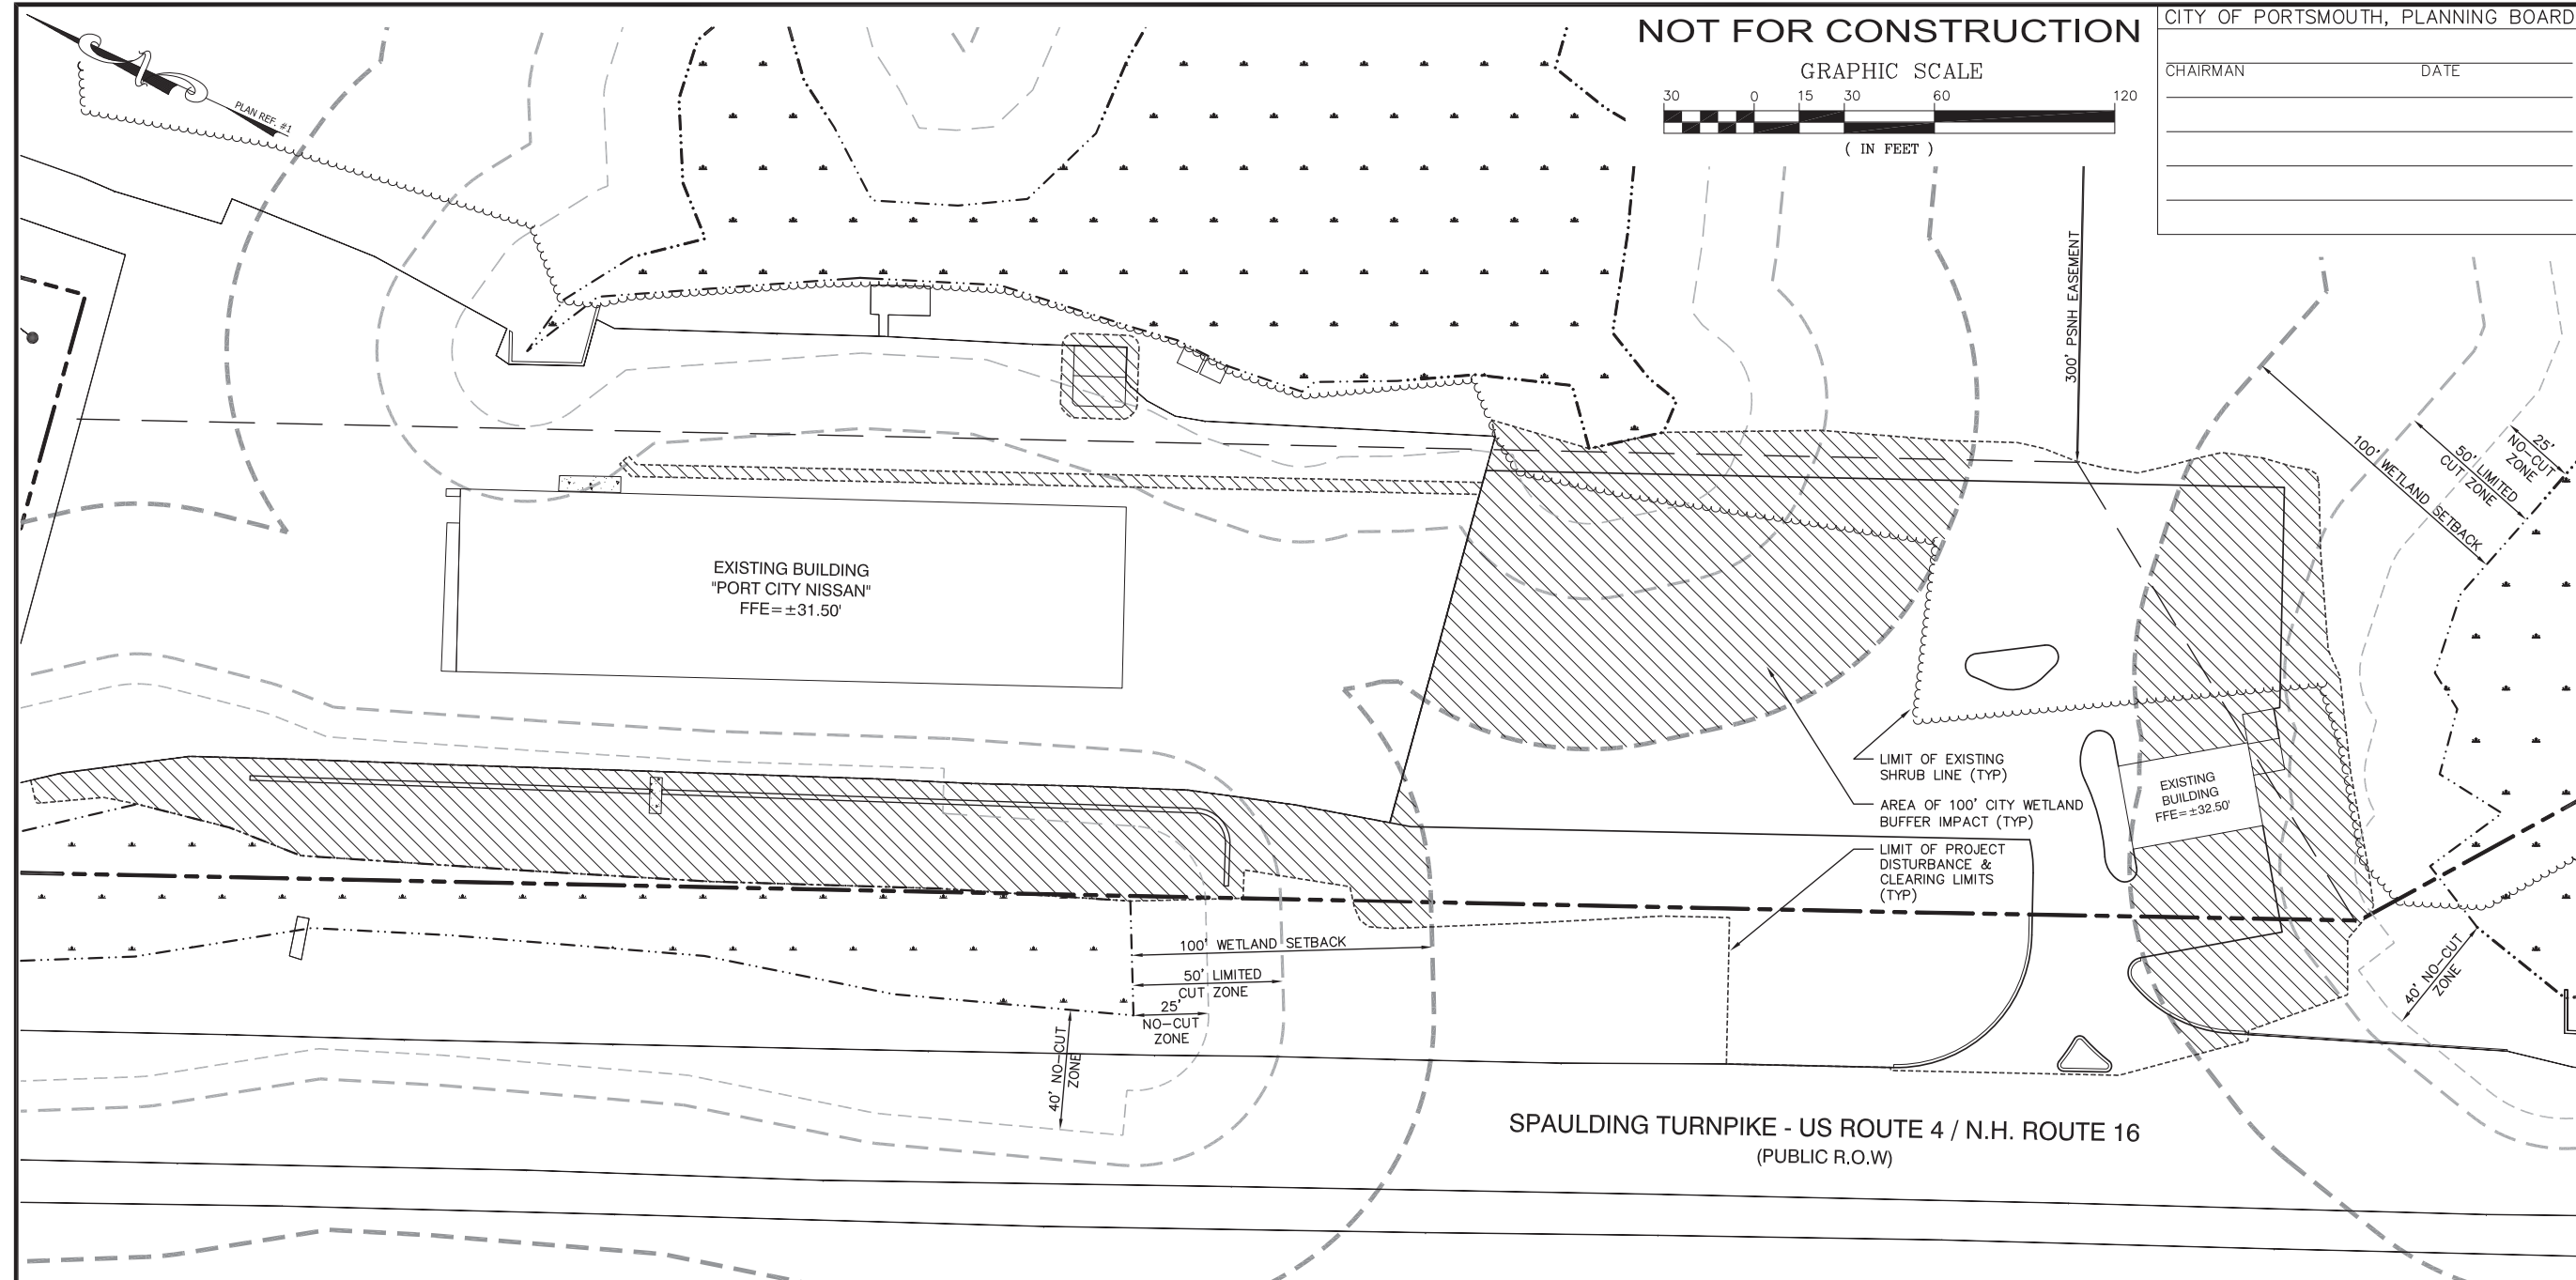 NOT FOR CONSTRUCTION
GRAPHIC SCALE
30 0 15 30 60 120
( IN FEET )
CITY OF PORTSMOUTH, PLANNING BOARD
CHAIRMAN DATE
PLAN REF. #1
300' PSNH EASEMENT
100' WETLAND SETBACK
50' LIMITED
CUT ZONE
25'
NO-CUT
ZONE
EXISTING BUILDING
"PORT CITY NISSAN"
FFE=±31.50'
LIMIT OF EXISTING
SHRUB LINE (TYP)
AREA OF 100' CITY WETLAND
BUFFER IMPACT (TYP)
LIMIT OF PROJECT
DISTURBANCE &
CLEARING LIMITS
(TYP)
EXISTING
BUILDING
FFE=±32.50'
100' WETLAND SETBACK
50' LIMITED
CUT ZONE
25'
NO-CUT
ZONE
40' NO-CUT
ZONE
40' NO-CUT
ZONE
SPAULDING TURNPIKE - US ROUTE 4 / N.H. ROUTE 16
(PUBLIC R.O.W)